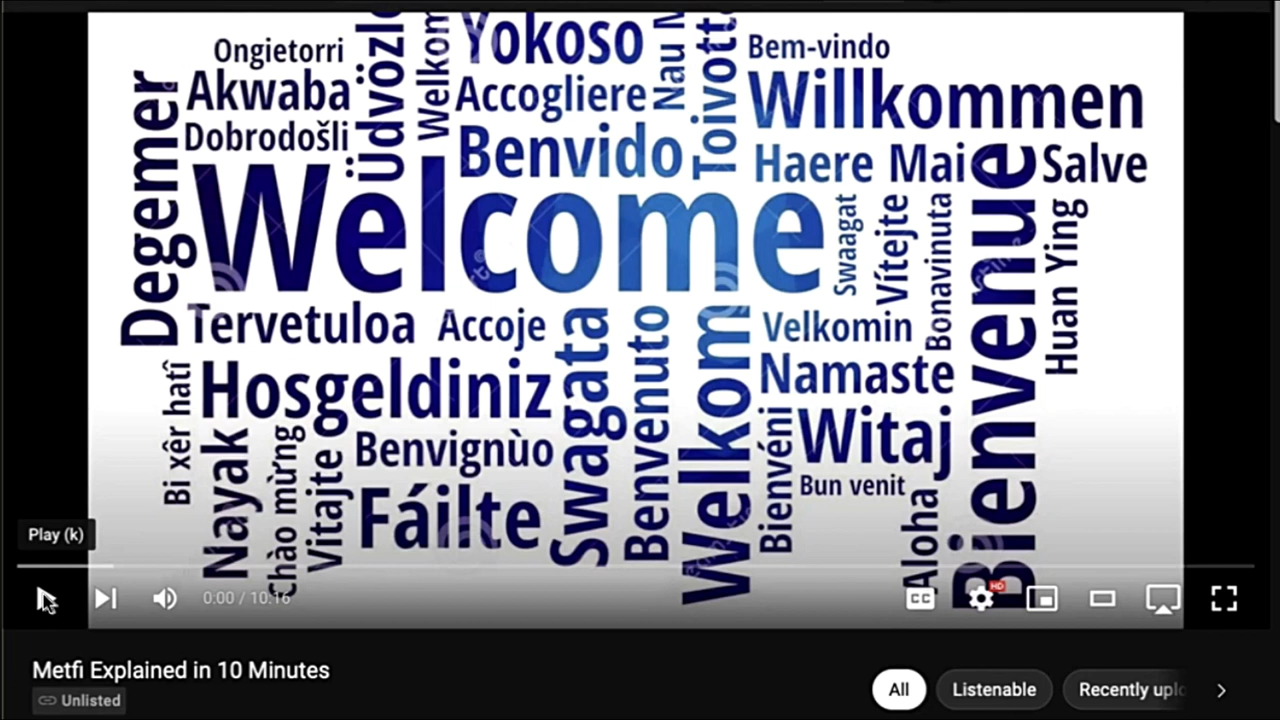 Ongietorri
Akwaba
Dobrodošli
Degemer
Welkom
Yokoso
Accogliere
Benvido
Bem-vindo
Willkommen
Haere Mai
Salve
Welcome
Swaagat
Vítejte
Bonavinuta
Bienvenue
Huan Ying
Tervetuloa
Accoje
Swagata
Benvenuto
Welkom
Velkomin
Namaste
Hosgeldiniz
Bi xêr hatî
Nayak
Chào mừng
Vitajte
Benvignùo
Fáilte
Bienvéni
Witaj
Bun venit
Aloha
Play (k)
0:00 / 10:16
CC
HD
Metfi Explained in 10 Minutes
Unlisted
All
Listenable
Recently uplo